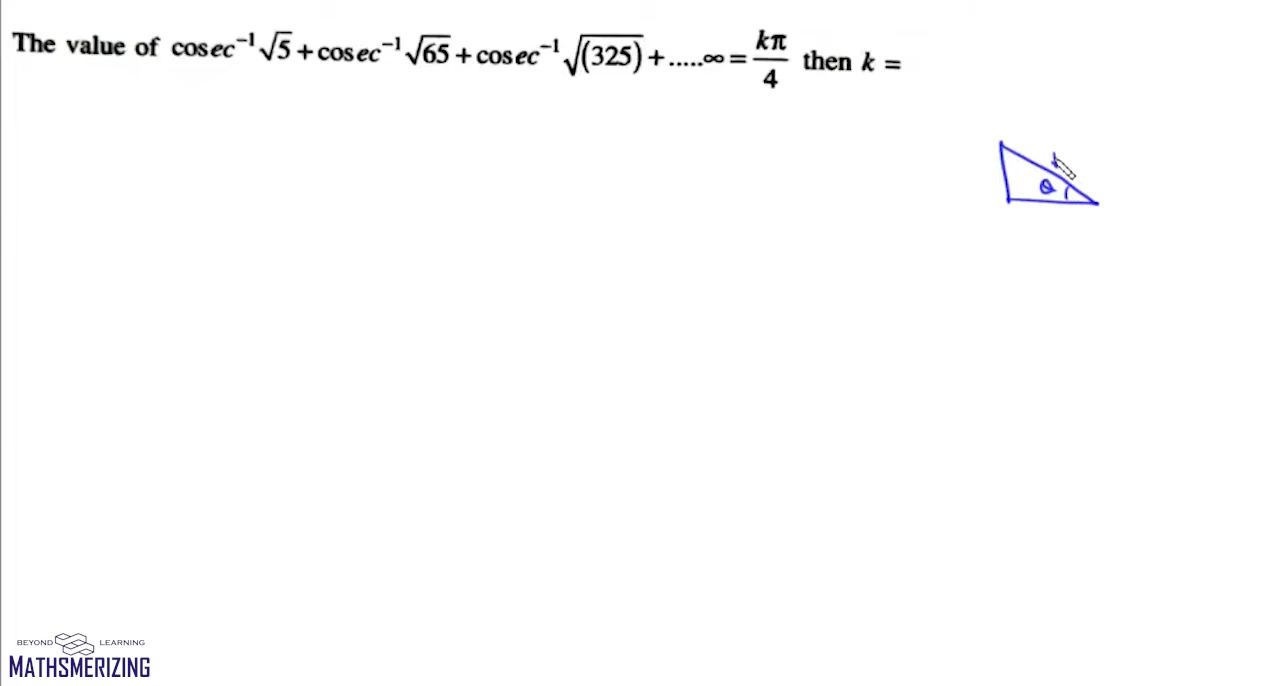 The value of cosec⁻¹√5 + cosec⁻¹√65 + cosec⁻¹√(325) + .....∞ = kπ/4 then k =
θ
BEYOND LEARNING
MATHSMERIZING